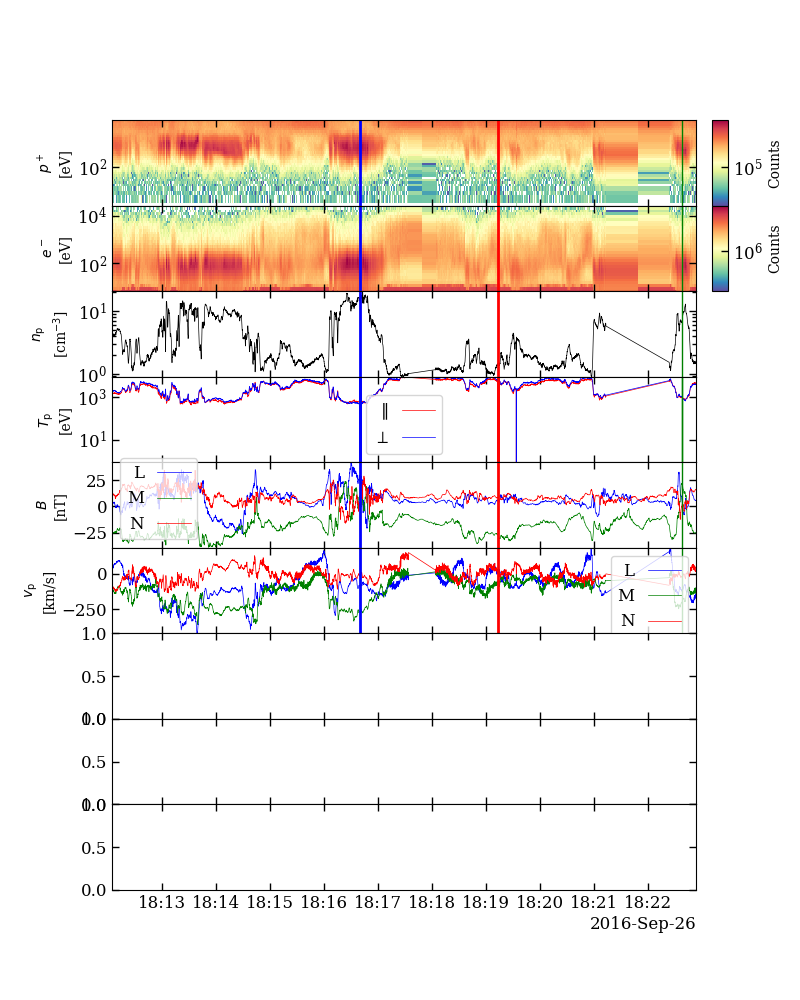 p⁺ [eV]
10²
10⁵
Counts
e⁻ [eV]
10⁴
10²
10⁶
Counts
nₚ [cm⁻³]
10¹
10⁰
Tₚ [eV]
10³
10¹
∥
⊥
B [nT]
25
0
−25
L
M
N
vₚ [km/s]
0
−250
L
M
N
1.0
0.5
0.0
1.0
0.5
0.0
1.0
0.5
0.0
18:13 18:14 18:15 18:16 18:17 18:18 18:19 18:20 18:21 18:22
2016-Sep-26